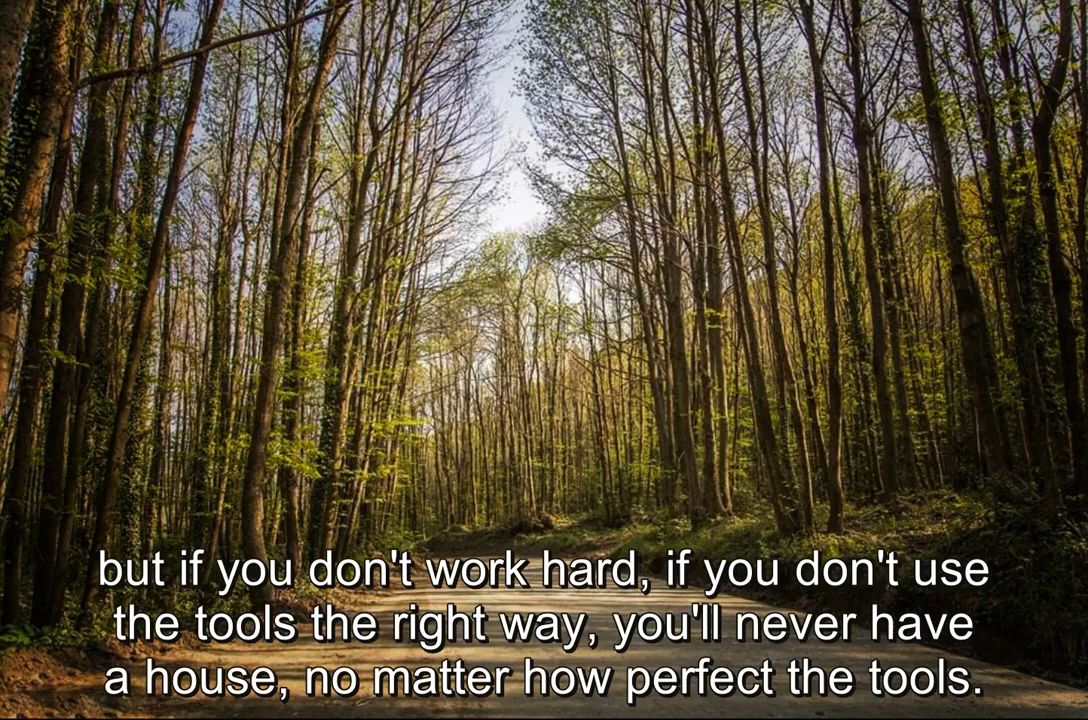 but if you don't work hard, if you don't use
the tools the right way, you'll never have
a house, no matter how perfect the tools.